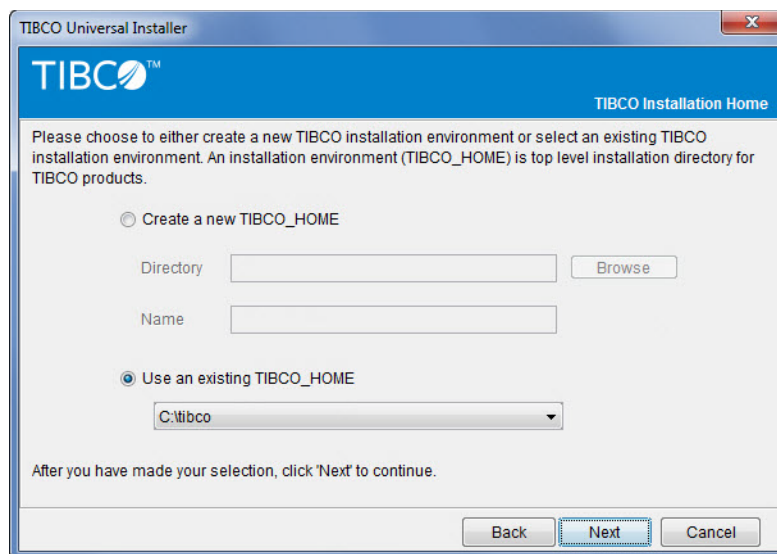 TIBCO Universal Installer
TIBCO™
TIBCO Installation Home
Please choose to either create a new TIBCO installation environment or select an existing TIBCO
installation environment. An installation environment (TIBCO_HOME) is top level installation directory for
TIBCO products.
Create a new TIBCO_HOME
Directory
Browse
Name
Use an existing TIBCO_HOME
C:\tibco
After you have made your selection, click 'Next' to continue.
Back Next Cancel